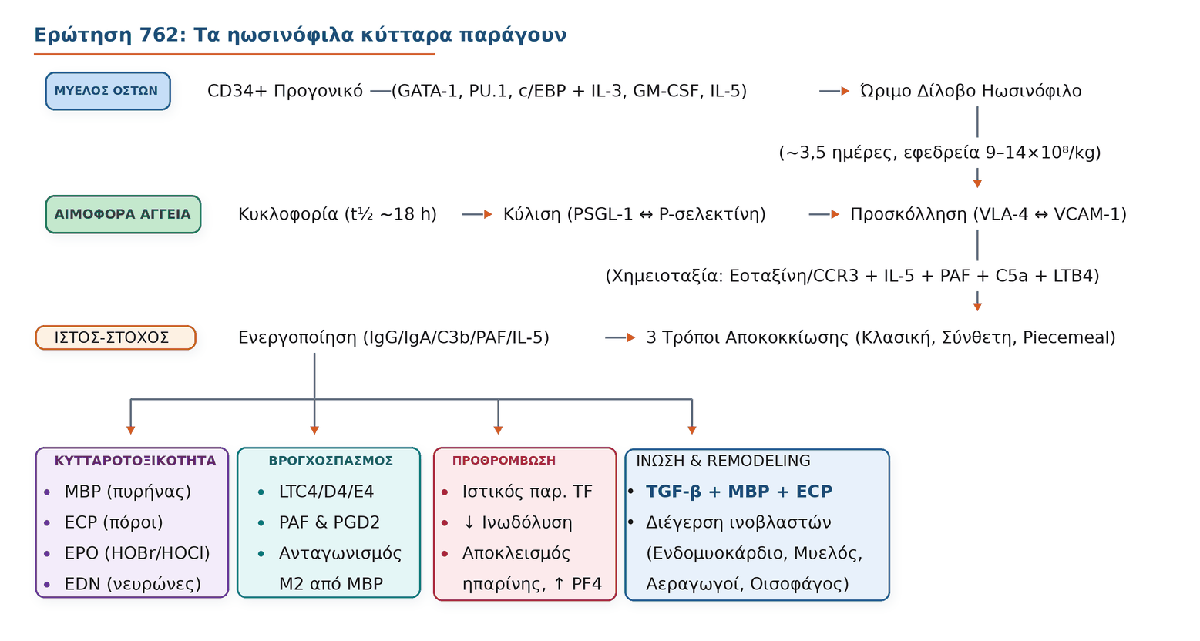 Ερώτηση 762: Τα ηωσινόφιλα κύτταρα παράγουν
ΜΥΕΛΟΣ ΟΣΤΩΝ CD34+ Προγονικό (GATA-1, PU.1, c/EBP + IL-3, GM-CSF, IL-5) Ώριμο Δίλοβο Ηωσινόφιλο
(~3,5 ημέρες, εφεδρεία 9–14×10⁸/kg)
ΑΙΜΟΦΟΡΑ ΑΓΓΕΙΑ Κυκλοφορία (t½ ~18 h) Κύλιση (PSGL-1 ↔ P-σελεκτίνη) Προσκόλληση (VLA-4 ↔ VCAM-1)
(Χημειοταξία: Εοταξίνη/CCR3 + IL-5 + PAF + C5a + LTB4)
ΙΣΤΟΣ-ΣΤΟΧΟΣ Ενεργοποίηση (IgG/IgA/C3b/PAF/IL-5) 3 Τρόποι Αποκοκκίωσης (Κλασική, Σύνθετη, Piecemeal)
ΚΥΤΤΑΡΟΤΟΞΙΚΟΤΗΤΑ
• MBP (πυρήνας)
• ECP (πόροι)
• EPO (HOBr/HOCl)
• EDN (νευρώνες)
ΒΡΟΓΧΟΣΠΑΣΜΟΣ
• LTC4/D4/E4
• PAF & PGD2
• Ανταγωνισμός
M2 από MBP
ΠΡΟΘΡΟΜΒΩΣΗ
• Ιστικός παρ. TF
• ↓ Ινωδόλυση
• Αποκλεισμός
ηπαρίνης, ↑ PF4
ΙΝΩΣΗ & REMODELING
• TGF-β + MBP + ECP
• Διέγερση ινοβλαστών
(Ενδομυοκάρδιο, Μυελός,
Αεραγωγοί, Οισοφάγος)